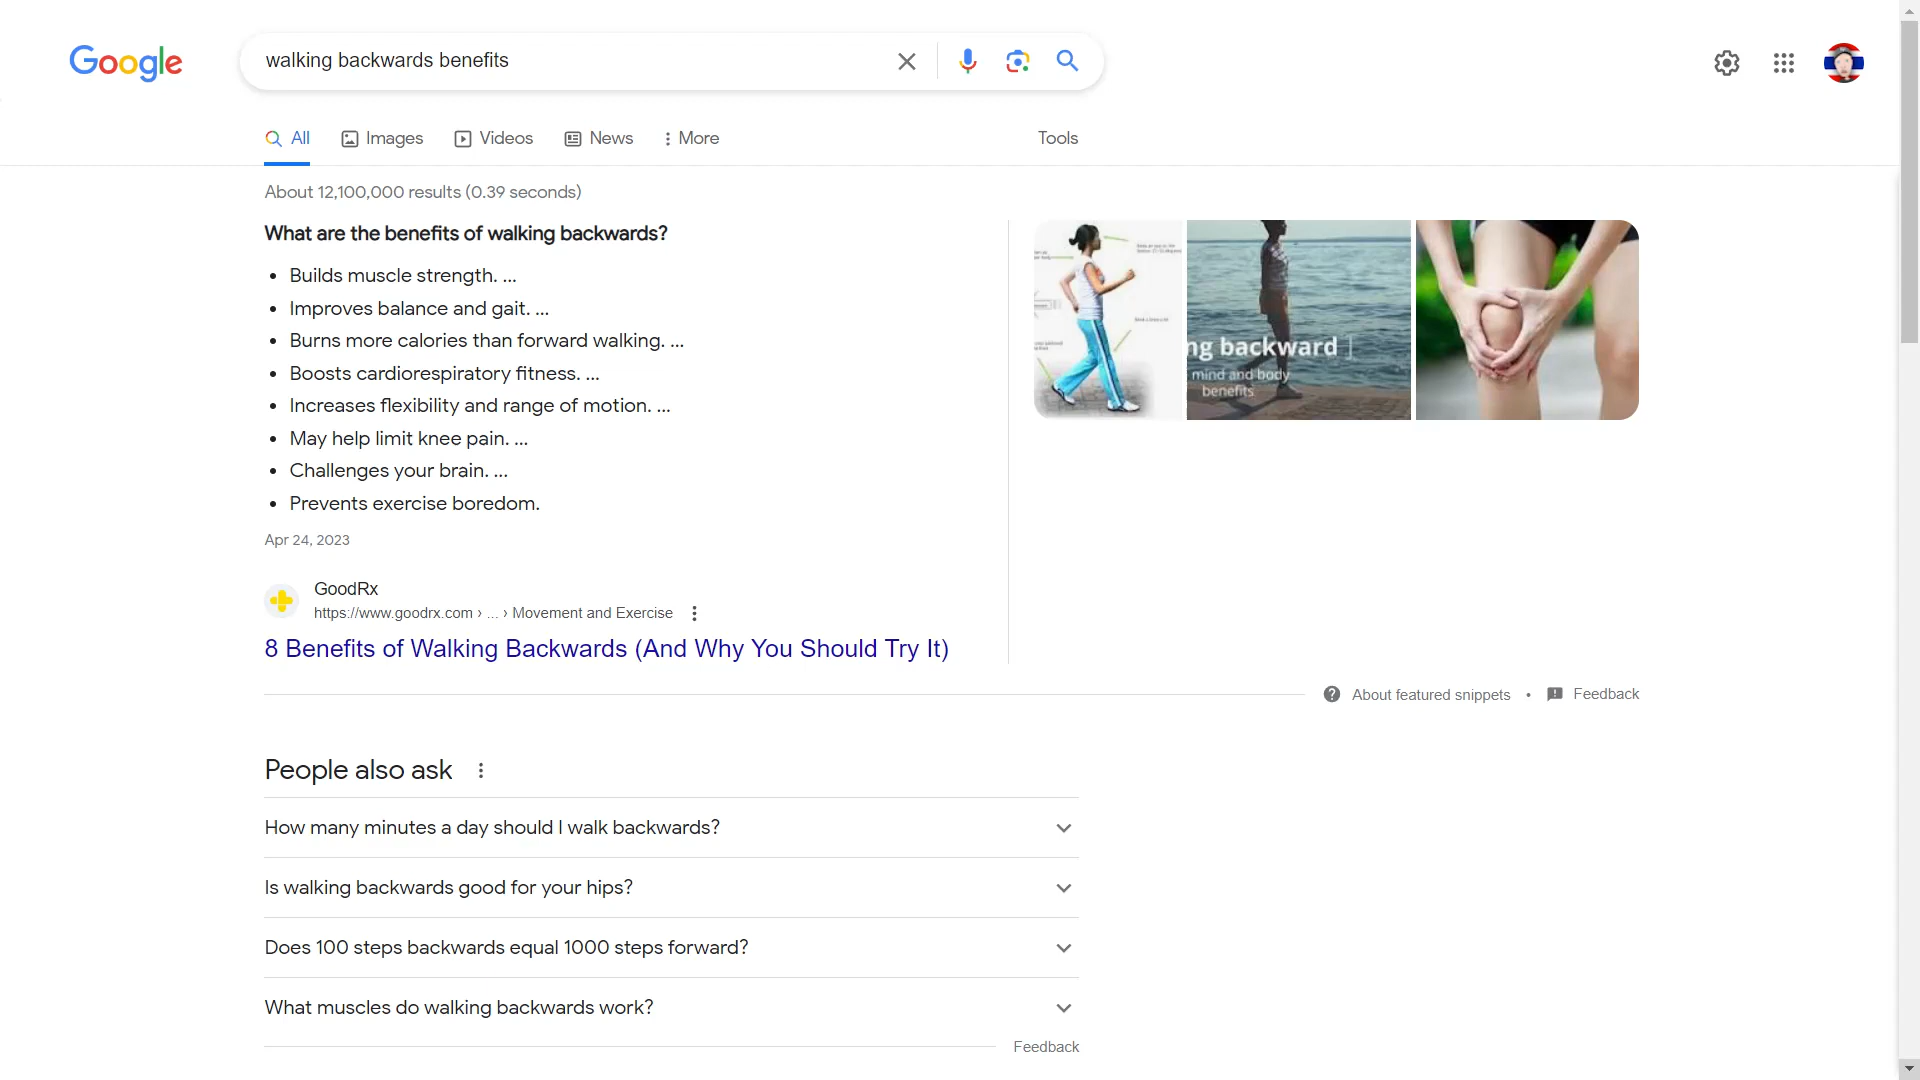 Google
walking backwards benefits
All
Images
Videos
News
More
Tools
About 12,100,000 results (0.39 seconds)
What are the benefits of walking backwards?
• Builds muscle strength. ...
• Improves balance and gait. ...
• Burns more calories than forward walking. ...
• Boosts cardiorespiratory fitness. ...
• Increases flexibility and range of motion. ...
• May help limit knee pain. ...
• Challenges your brain. ...
• Prevents exercise boredom.
Apr 24, 2023
ng backward
mind and body
benefits
GoodRx
https://www.goodrx.com › ... › Movement and Exercise
8 Benefits of Walking Backwards (And Why You Should Try It)
About featured snippets • Feedback
People also ask
How many minutes a day should I walk backwards?
Is walking backwards good for your hips?
Does 100 steps backwards equal 1000 steps forward?
What muscles do walking backwards work?
Feedback